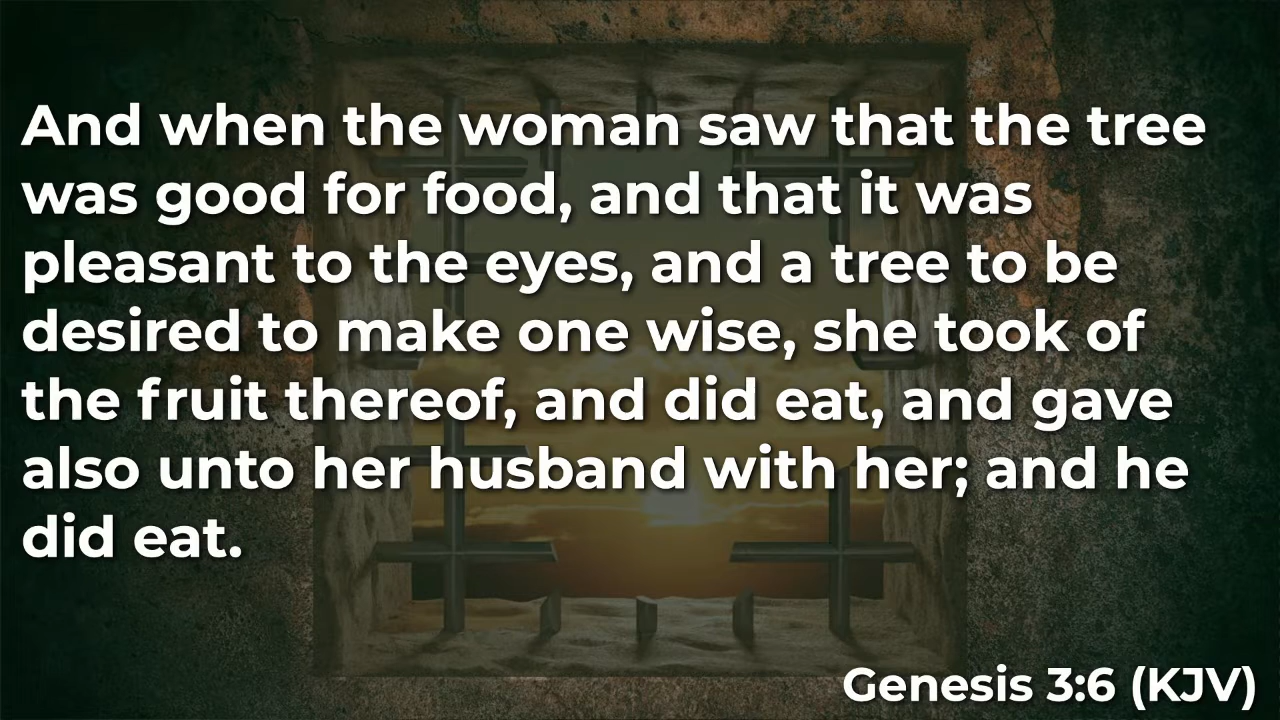 And when the woman saw that the tree
was good for food, and that it was
pleasant to the eyes, and a tree to be
desired to make one wise, she took of
the fruit thereof, and did eat, and gave
also unto her husband with her; and he
did eat.
Genesis 3:6 (KJV)